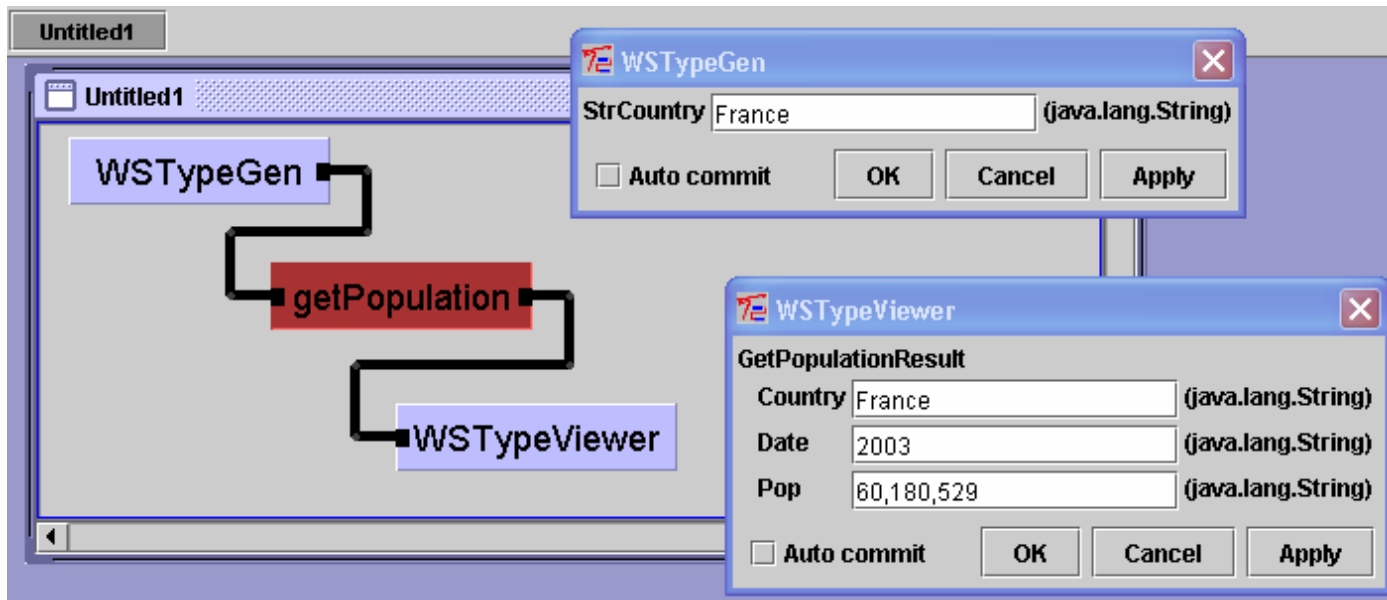 Untitled1
Untitled1
WSTypeGen
getPopulation
WSTypeViewer
WSTypeGen
StrCountry France (java.lang.String)
Auto commit OK Cancel Apply
WSTypeViewer
GetPopulationResult
Country France (java.lang.String)
Date 2003 (java.lang.String)
Pop 60,180,529 (java.lang.String)
Auto commit OK Cancel Apply